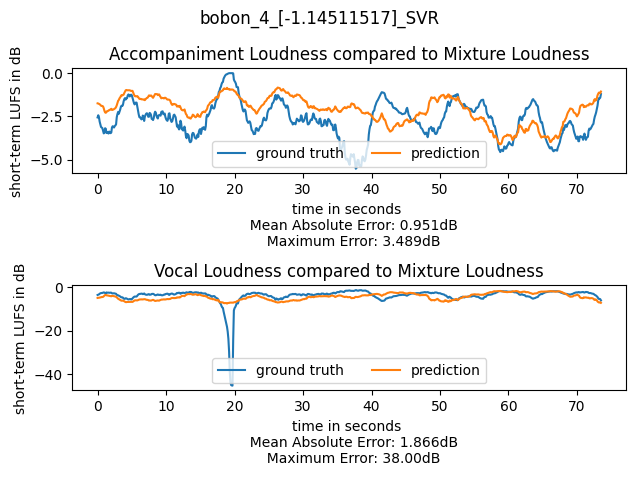 bobon_4_[-1.14511517]_SVR
Accompaniment Loudness compared to Mixture Loudness
short-term LUFS in dB
0.0
−2.5
−5.0
ground truth
prediction
0 10 20 30 40 50 60 70
time in seconds
Mean Absolute Error: 0.951dB
Maximum Error: 3.489dB
Vocal Loudness compared to Mixture Loudness
short-term LUFS in dB
0
−20
−40
ground truth
prediction
0 10 20 30 40 50 60 70
time in seconds
Mean Absolute Error: 1.866dB
Maximum Error: 38.00dB